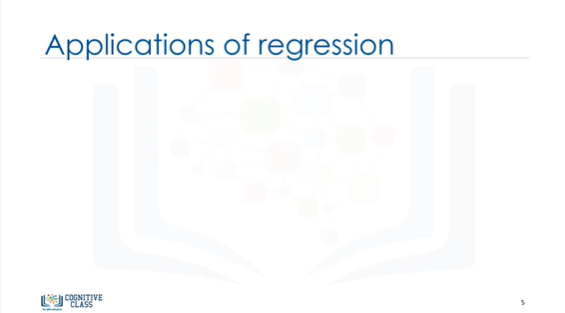 Applications of regression
COGNITIVE
CLASS
5